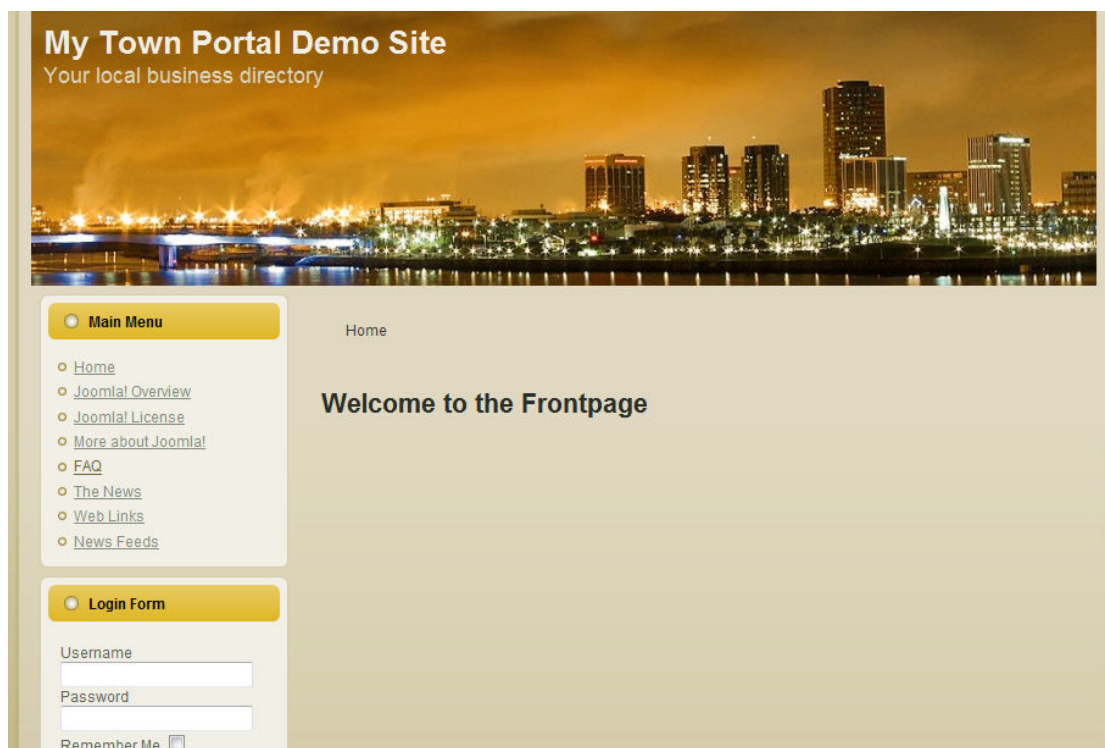 My Town Portal Demo Site
Your local business directory
Main Menu
Home
Joomla! Overview
Joomla! License
More about Joomla!
FAQ
The News
Web Links
News Feeds
Home
Welcome to the Frontpage
Login Form
Username
Password
Remember Me